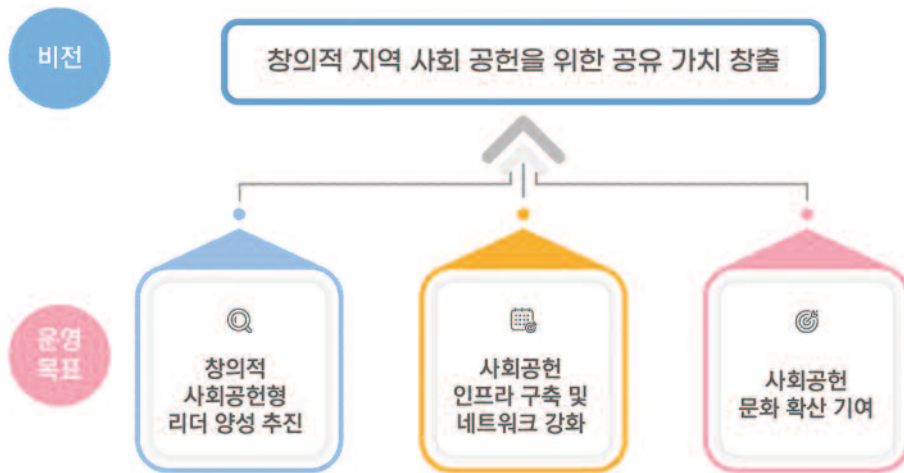 비전
창의적 지역 사회 공헌을 위한 공유 가치 창출
운영
목표
창의적
사회공헌형
리더 양성 추진
사회공헌
인프라 구축 및
네트워크 강화
사회공헌
문화 확산 기여